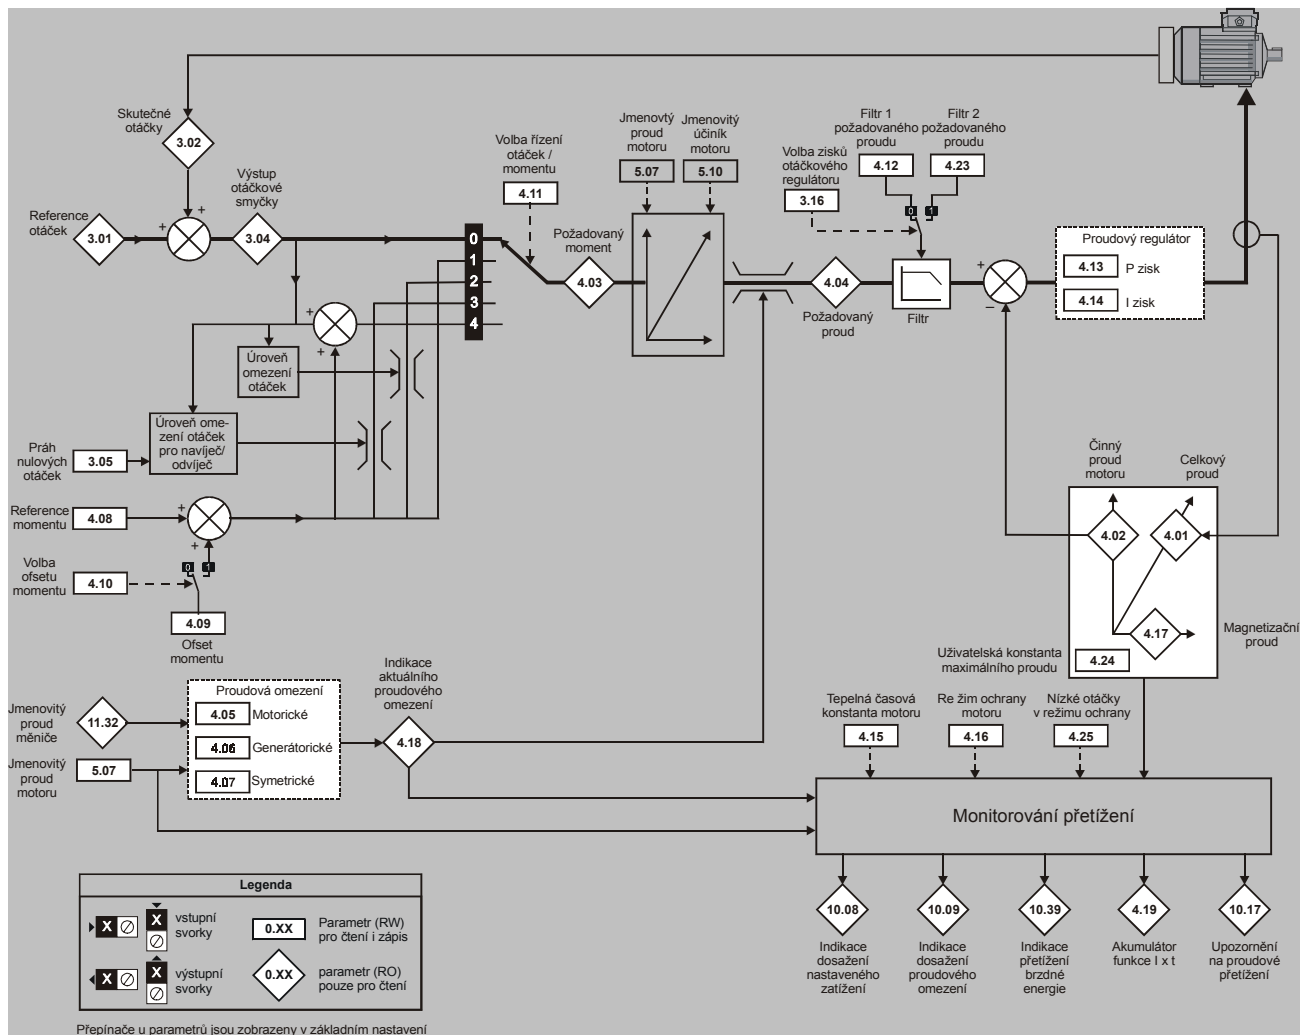 Skutečné
otáčky
3.02
Reference
otáček
3.01
+
+
Výstup
otáčkové
smyčky
3.04
Volba řízení
otáček /
momentu
4.11
0
1
2
3
4
Požadovaný
moment
4.03
Jmenovtý
proud
motoru
5.07
Jmenovitý
účiník
motoru
5.10
Volba zisků
otáčkového
regulátoru
3.16
Filtr 1
požadovaného
proudu
4.12
Filtr 2
požadovaného
proudu
4.23
0
1
4.04
Požadovaný
proud
Filtr
+
–
Proudový regulátor
4.13
P zisk
4.14
I zisk
+
+
Úroveň
omezení
otáček
Úroveň ome-
zení otáček
pro navíječ/
odvíječ
Práh
nulových
otáček
3.05
Reference
momentu
4.08
+
+
Volba
ofsetu
momentu
4.10
0
1
4.09
Ofset
momentu
Činný
proud
motoru
Celkový
proud
4.02
4.01
4.17
Magnetizační
proud
Uživatelská konstanta
maximálního proudu
4.24
Jmenovitý
proud
měniče
11.32
Jmenovitý
proud
motoru
5.07
Proudová omezení
4.05
Motorické
4.06
Generátorické
4.07
Symetrické
Indikace
aktuálního
proudového
omezení
4.18
Tepelná časová
konstanta motoru
4.15
Re žim ochrany
motoru
4.16
Nízké otáčky
v režimu ochrany
4.25
Monitorování přetížení
10.08
Indikace
dosažení
nastaveného
zatížení
10.09
Indikace
dosažení
proudového
omezení
10.39
Indikace
přetížení
brzdné
energie
4.19
Akumulátor
funkce I x t
10.17
Upozornění
na proudové
přetížení
Legenda
X
X
vstupní
svorky
0.XX
Parametr (RW)
pro čtení i zápis
X
X
výstupní
svorky
0.XX
parametr (RO)
pouze pro čtení
Přepínače u parametrů jsou zobrazeny v základním nastavení